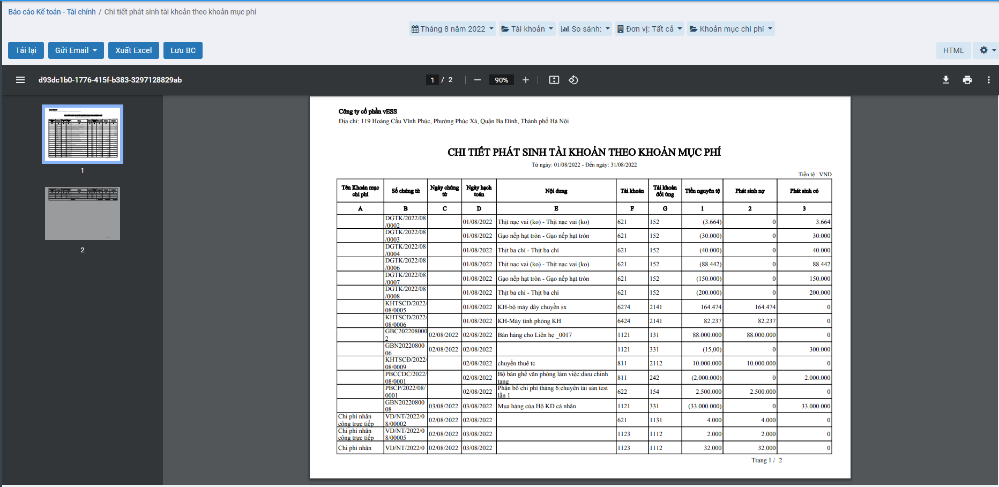 Báo cáo Kế toán - Tài chính / Chi tiết phát sinh tài khoản theo khoản mục phí
Tháng 8 năm 2022 Tài khoản So sánh: Đơn vị: Tất cả Khoản mục chi phí
Tải lại Gửi Email Xuất Excel Lưu BC HTML
d93dc1b0-1776-415f-b383-3297128829ab 1 / 2 90%
1
2
Công ty cổ phần vESS
Địa chỉ: 119 Hoàng Cầu Vĩnh Phúc, Phường Phúc Xá, Quận Ba Đình, Thành phố Hà Nội
CHI TIẾT PHÁT SINH TÀI KHOẢN THEO KHOẢN MỤC PHÍ
Từ ngày: 01/08/2022 - Đến ngày: 31/08/2022
Tiền tệ : VND
Tên Khoản mục chi phí Số chứng từ Ngày chứng từ Ngày hạch toán Nội dung Tài khoản Tài khoản đối ứng Tiền nguyên tệ Phát sinh nợ Phát sinh có
A B C D E F G 1 2 3
DGTK/2022/08/0002 01/08/2022 Thịt nạc vai (ko) - Thịt nạc vai (ko) 621 152 (3.664) 0 3.664
DGTK/2022/08/0003 01/08/2022 Gạo nếp hạt tròn - Gạo nếp hạt tròn 621 152 (30.000) 0 30.000
DGTK/2022/08/0004 01/08/2022 Thịt ba chỉ - Thịt ba chỉ 621 152 (40.000) 0 40.000
DGTK/2022/08/0006 01/08/2022 Thịt nạc vai (ko) - Thịt nạc vai (ko) 621 152 (88.442) 0 88.442
DGTK/2022/08/0007 01/08/2022 Gạo nếp hạt tròn - Gạo nếp hạt tròn 621 152 (150.000) 0 150.000
DGTK/2022/08/0008 01/08/2022 Thịt ba chỉ - Thịt ba chỉ 621 152 (200.000) 0 200.000
KHTSCĐ/2022/08/0005 01/08/2022 KH-bộ máy dây chuyền sx 6274 2141 164.474 164.474 0
KHTSCĐ/2022/08/0006 01/08/2022 KH-Máy tính phòng KH 6424 2141 82.237 82.237 0
GBC2022080002 02/08/2022 02/08/2022 Bán hàng cho Liên hẹ _0017 1121 131 88.000.000 88.000.000 0
GBN2022080006 02/08/2022 02/08/2022 1121 331 (15,00) 0 300.000
KHTSCĐ/2022/08/0009 02/08/2022 chuyển thuê tc 811 2112 10.000.000 10.000.000 0
PBCCDC/2022/08/0001 02/08/2022 Bộ bàn ghế văn phòng làm việc:dieu chinh tang 811 242 (2.000.000) 0 2.000.000
PBCP/2022/08/0001 02/08/2022 Phân bổ chi phí tháng 6:chuyển tài sản test lần 1 622 154 2.500.000 2.500.000 0
GBN2022080008 03/08/2022 03/08/2022 Mua hàng của Hộ KD cá nhân 1121 331 (33.000.000) 0 33.000.000
Chi phí nhân công trực tiếp VD/NT/2022/08/00002 02/08/2022 02/08/2022 621 1131 4.000 4.000 0
Chi phí nhân công trực tiếp VD/NT/2022/08/00005 02/08/2022 03/08/2022 1123 1112 2.000 2.000 0
Chi phí nhân VD/NT/2022/0 02/08/2022 03/08/2022 1123 1112 32.000 32.000 0
Trang 1 / 2